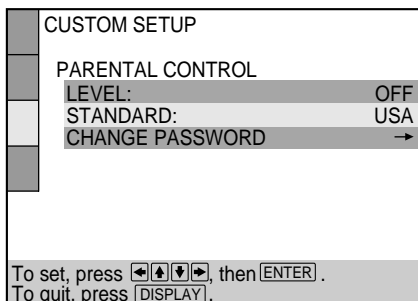 CUSTOM SETUP
PARENTAL CONTROL
LEVEL: OFF
STANDARD: USA
CHANGE PASSWORD →
To set, press ←↑↓→, then ENTER.
To quit, press DISPLAY.